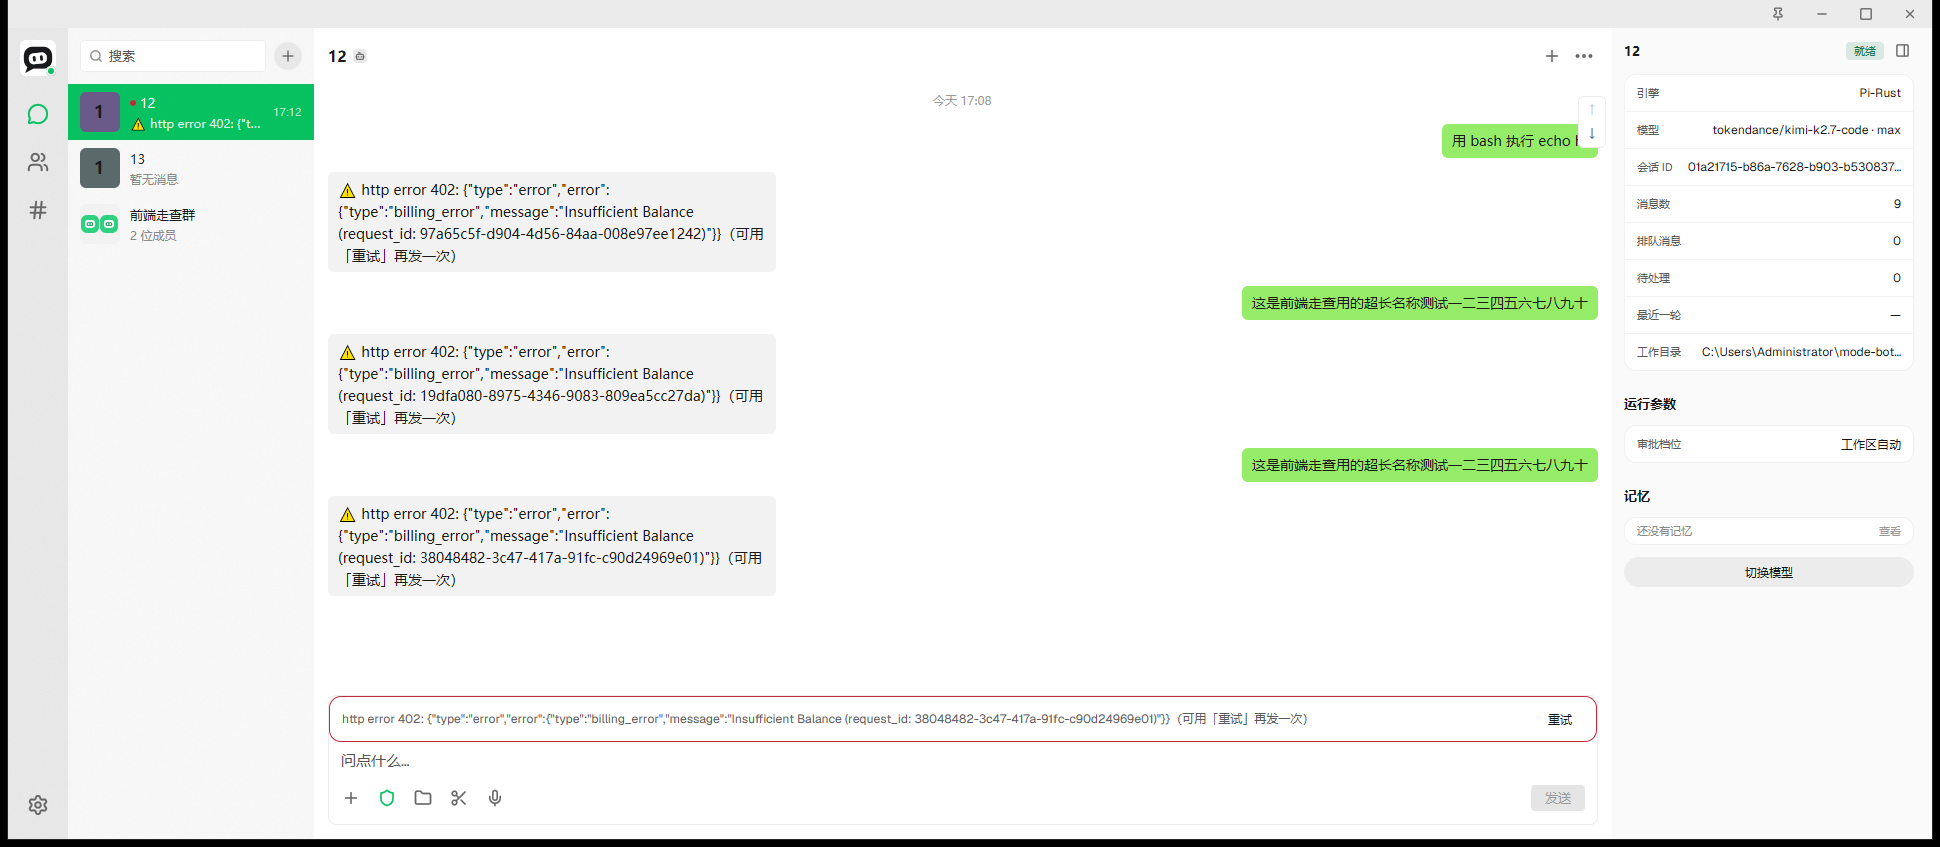 搜索
1
12
17:12
http error 402: {"t...
1
13
暂无消息
前端走查群
2 位成员
12
今天 17:08
用 bash 执行 echo
http error 402: {"type":"error","error":
{"type":"billing_error","message":"Insufficient Balance
(request_id: 97a65c5f-d904-4d56-84aa-008e97ee1242)"}}（可用
「重试」再发一次）
这是前端走查用的超长名称测试一二三四五六七八九十
http error 402: {"type":"error","error":
{"type":"billing_error","message":"Insufficient Balance
(request_id: 19dfa080-8975-4346-9083-809ea5cc27da)"}}（可用
「重试」再发一次）
这是前端走查用的超长名称测试一二三四五六七八九十
http error 402: {"type":"error","error":
{"type":"billing_error","message":"Insufficient Balance
(request_id: 38048482-3c47-417a-91fc-c90d24969e01)"}}（可用
「重试」再发一次）
http error 402: {"type":"error","error":{"type":"billing_error","message":"Insufficient Balance (request_id: 38048482-3c47-417a-91fc-c90d24969e01)"}}（可用「重试」再发一次） 重试
问点什么...
发送
12 就绪
引擎 Pi-Rust
模型 tokendance/kimi-k2.7-code · max
会话 ID 01a21715-b86a-7628-b903-b530837...
消息数 9
排队消息 0
待处理 0
最近一轮 —
工作目录 C:\Users\Administrator\mode-bot...
运行参数
审批档位 工作区自动
记忆
还没有记忆 查看
切换模型